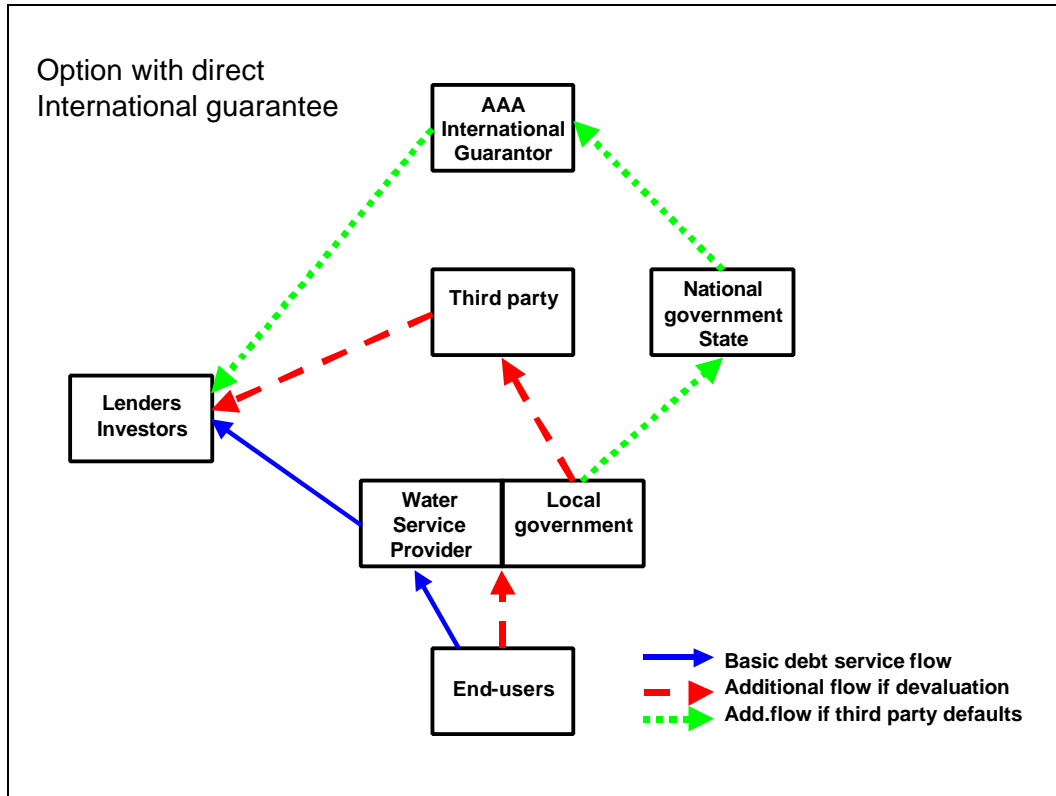 Option with direct
International guarantee
AAA
International
Guarantor
Third party
National
government
State
Lenders
Investors
Water
Service
Provider
Local
government
End-users
Basic debt service flow
Additional flow if devaluation
Add.flow if third party defaults